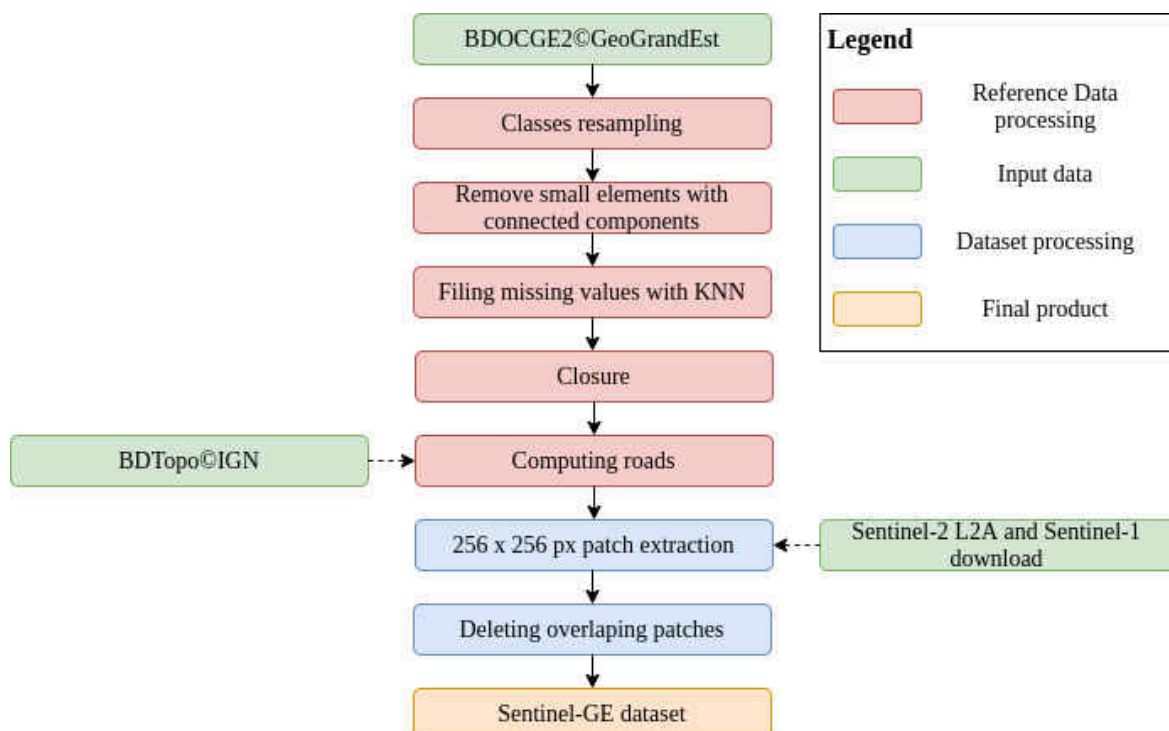 BDOCGE2©GeoGrandEst
Classes resampling
Remove small elements with
connected components
Filing missing values with KNN
Closure
BDTopo©IGN
Computing roads
256 x 256 px patch extraction
Sentinel-2 L2A and Sentinel-1
download
Deleting overlaping patches
Sentinel-GE dataset
Legend
Reference Data
processing
Input data
Dataset processing
Final product